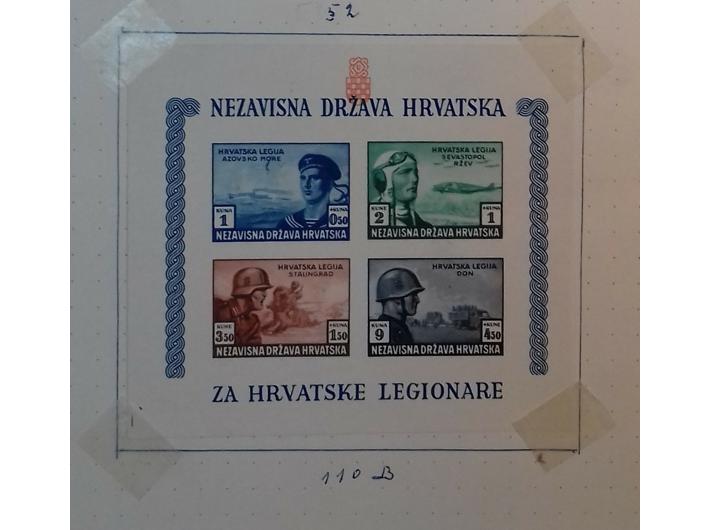 52
NEZAVISNA DRŽAVA HRVATSKA
HRVATSKA LEGIJA
AZOVSKO MORE
KUNA
1
+KUNA
0.50
NEZAVISNA DRŽAVA HRVATSKA
HRVATSKA LEGIJA
SEVASTOPOL
RŽEV
KUNE
2
+KUNA
1
NEZAVISNA DRŽAVA HRVATSKA
HRVATSKA LEGIJA
STALINGRAD
KUNE
3.50
+KUNA
1.50
NEZAVISNA DRŽAVA HRVATSKA
HRVATSKA LEGIJA
DON
KUNA
9
+KUNE
4.50
NEZAVISNA DRŽAVA HRVATSKA
ZA HRVATSKE LEGIONARE
110 B